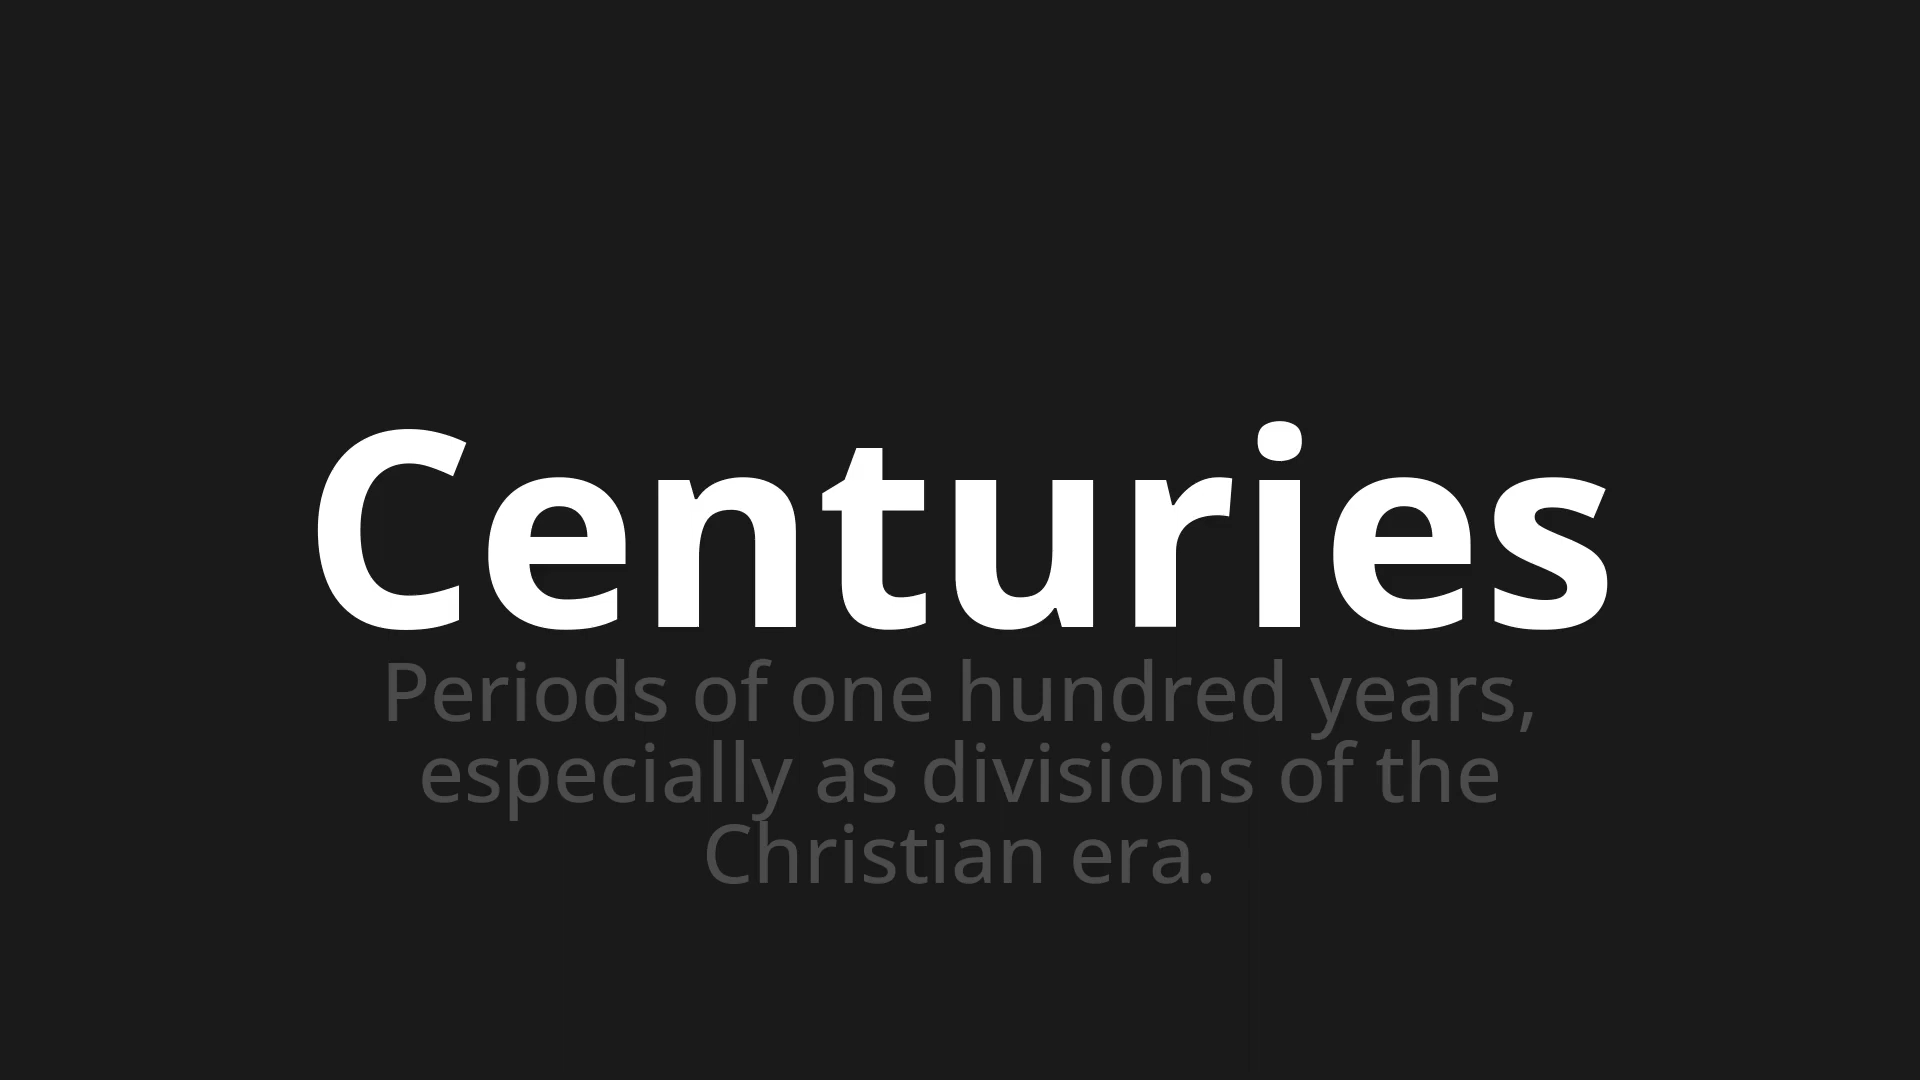 Centuries
Periods of one hundred years,
especially as divisions of the
Christian era.